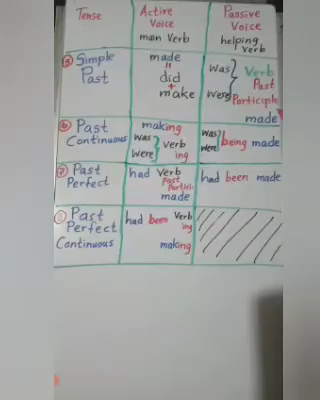 Tense
Active
Voice
main Verb
Passive
Voice
helping
verb
⑤ Simple
Past
made
=
did
+
make
was
were
Verb
Past
Participle
made
⑥ Past
Continuous
making
was
were
verb
ing
was
were
being made
⑦ Past
Perfect
had Verb
Past
Partici-
made
had been made
Past
Perfect
Continuous
had been Verb
ing
making